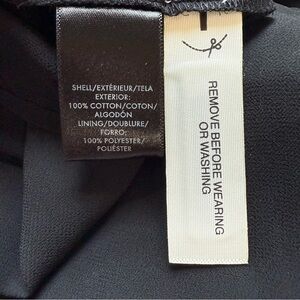 SHELL/EXTÉRIEUR/TELA
EXTERIOR:
100% COTTON/COTON/
ALGODÓN
LINING/DOUBLURE/
FORRO:
100% POLYESTER/
POLIÉSTER
REMOVE BEFORE WEARING
OR WASHING